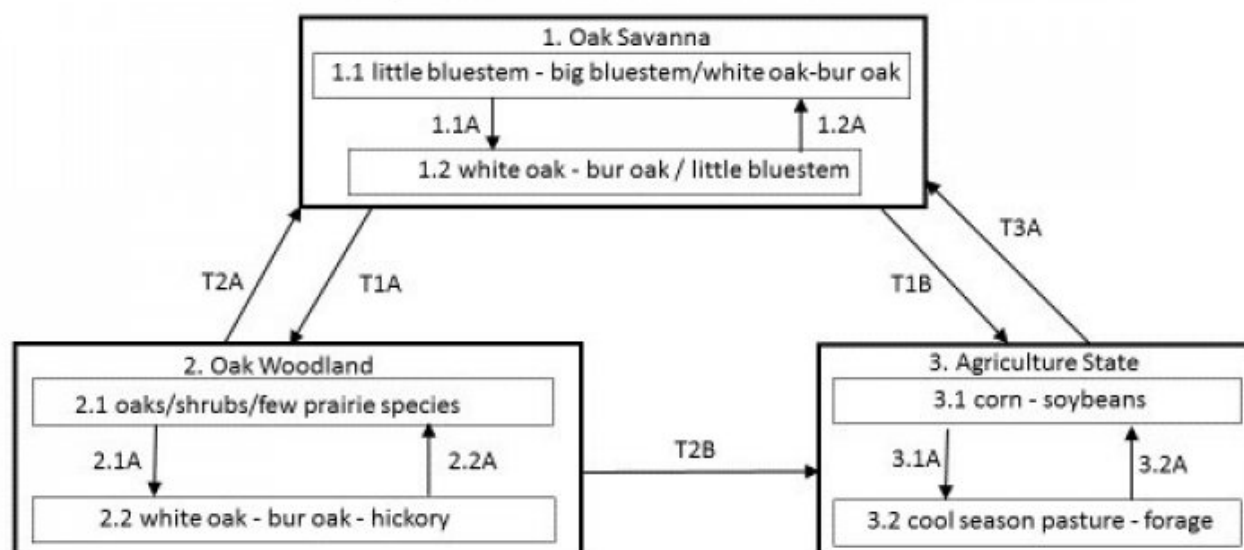 1. Oak Savanna
1.1 little bluestem - big bluestem/white oak-bur oak
1.1A
1.2A
1.2 white oak - bur oak / little bluestem
T2A
T1A
T1B
T3A
2. Oak Woodland
2.1 oaks/shrubs/few prairie species
2.1A
2.2A
2.2 white oak - bur oak - hickory
T2B
3. Agriculture State
3.1 corn - soybeans
3.1A
3.2A
3.2 cool season pasture - forage